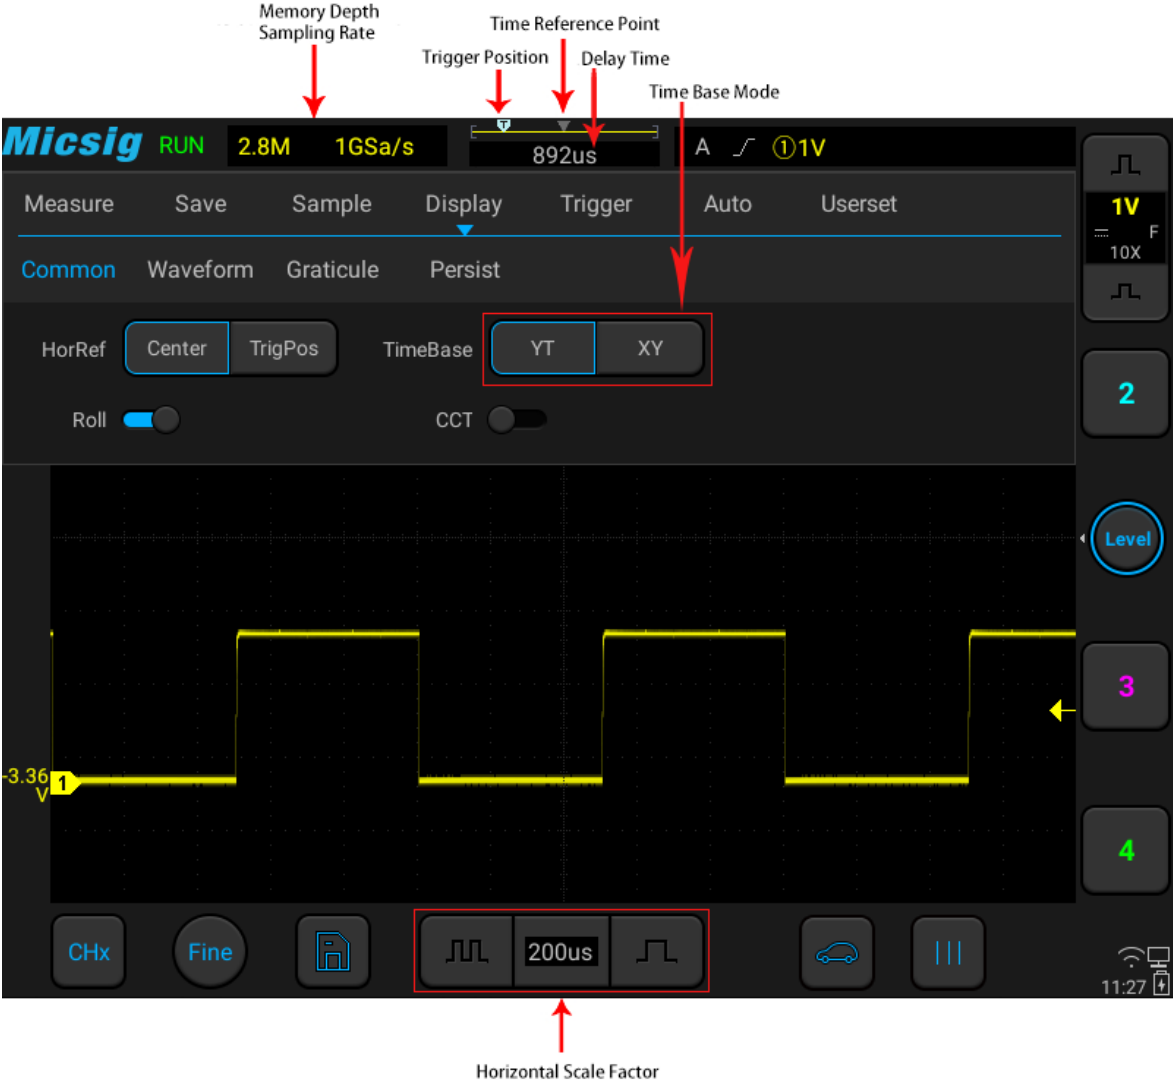 Memory Depth
Sampling Rate
Time Reference Point
Trigger Position
Delay Time
Time Base Mode
Micsig RUN 2.8M 1GSa/s T 892us A ①1V
Measure Save Sample Display Trigger Auto Userset
1V
F
10X
Common Waveform Graticule Persist
HorRef Center TrigPos TimeBase YT XY
2
Roll CCT
Level
3
-3.36
V
1
4
CHx Fine 200us
11:27
Horizontal Scale Factor